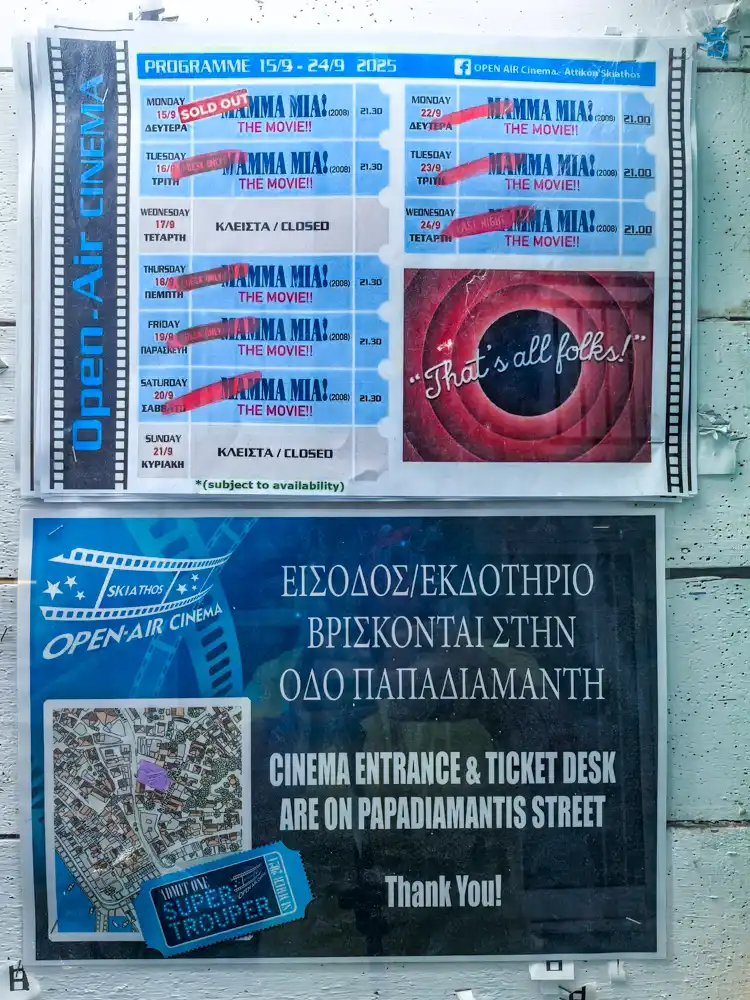 Open-Air CINEMA
PROGRAMME 15/9 - 24/9 2025
OPEN AIR Cinema.- Attikon Skiathos
MONDAY
15/9
ΔΕΥΤΕΡΑ
SOLD OUT
MAMMA MIA! (2008)
THE MOVIE!!
21.30
TUESDAY
16/9
ΤΡΙΤΗ
MAMMA MIA! (2008)
THE MOVIE!!
21.30
WEDNESDAY
17/9
ΤΕΤΑΡΤΗ
ΚΛΕΙΣΤΑ / CLOSED
THURSDAY
18/9
ΠΕΜΠΤΗ
MAMMA MIA! (2008)
THE MOVIE!!
21.30
FRIDAY
19/9
ΠΑΡΑΣΚΕΥΗ
MAMMA MIA! (2008)
THE MOVIE!!
21.30
SATURDAY
20/9
ΣΑΒΒΑΤΟ
MAMMA MIA! (2008)
THE MOVIE!!
21.30
SUNDAY
21/9
ΚΥΡΙΑΚΗ
ΚΛΕΙΣΤΑ / CLOSED
*(subject to availability)
MONDAY
22/9
ΔΕΥΤΕΡΑ
MAMMA MIA! (2008)
THE MOVIE!!
21.00
TUESDAY
23/9
ΤΡΙΤΗ
MAMMA MIA! (2008)
THE MOVIE!!
21.00
WEDNESDAY
24/9
ΤΕΤΑΡΤΗ
LAST NIGHT
MAMMA MIA! (2008)
THE MOVIE!!
21.00
"That's all folks!"
SKIATHOS
OPEN-AIR CINEMA
ΕΙΣΟΔΟΣ/ΕΚΔΟΤΗΡΙΟ
ΒΡΙΣΚΟΝΤΑΙ ΣΤΗΝ
ΟΔΟ ΠΑΠΑΔΙΑΜΑΝΤΗ
CINEMA ENTRANCE & TICKET DESK
ARE ON PAPADIAMANTIS STREET
Thank You!
ADMIT ONE
SUPER
TROUPER